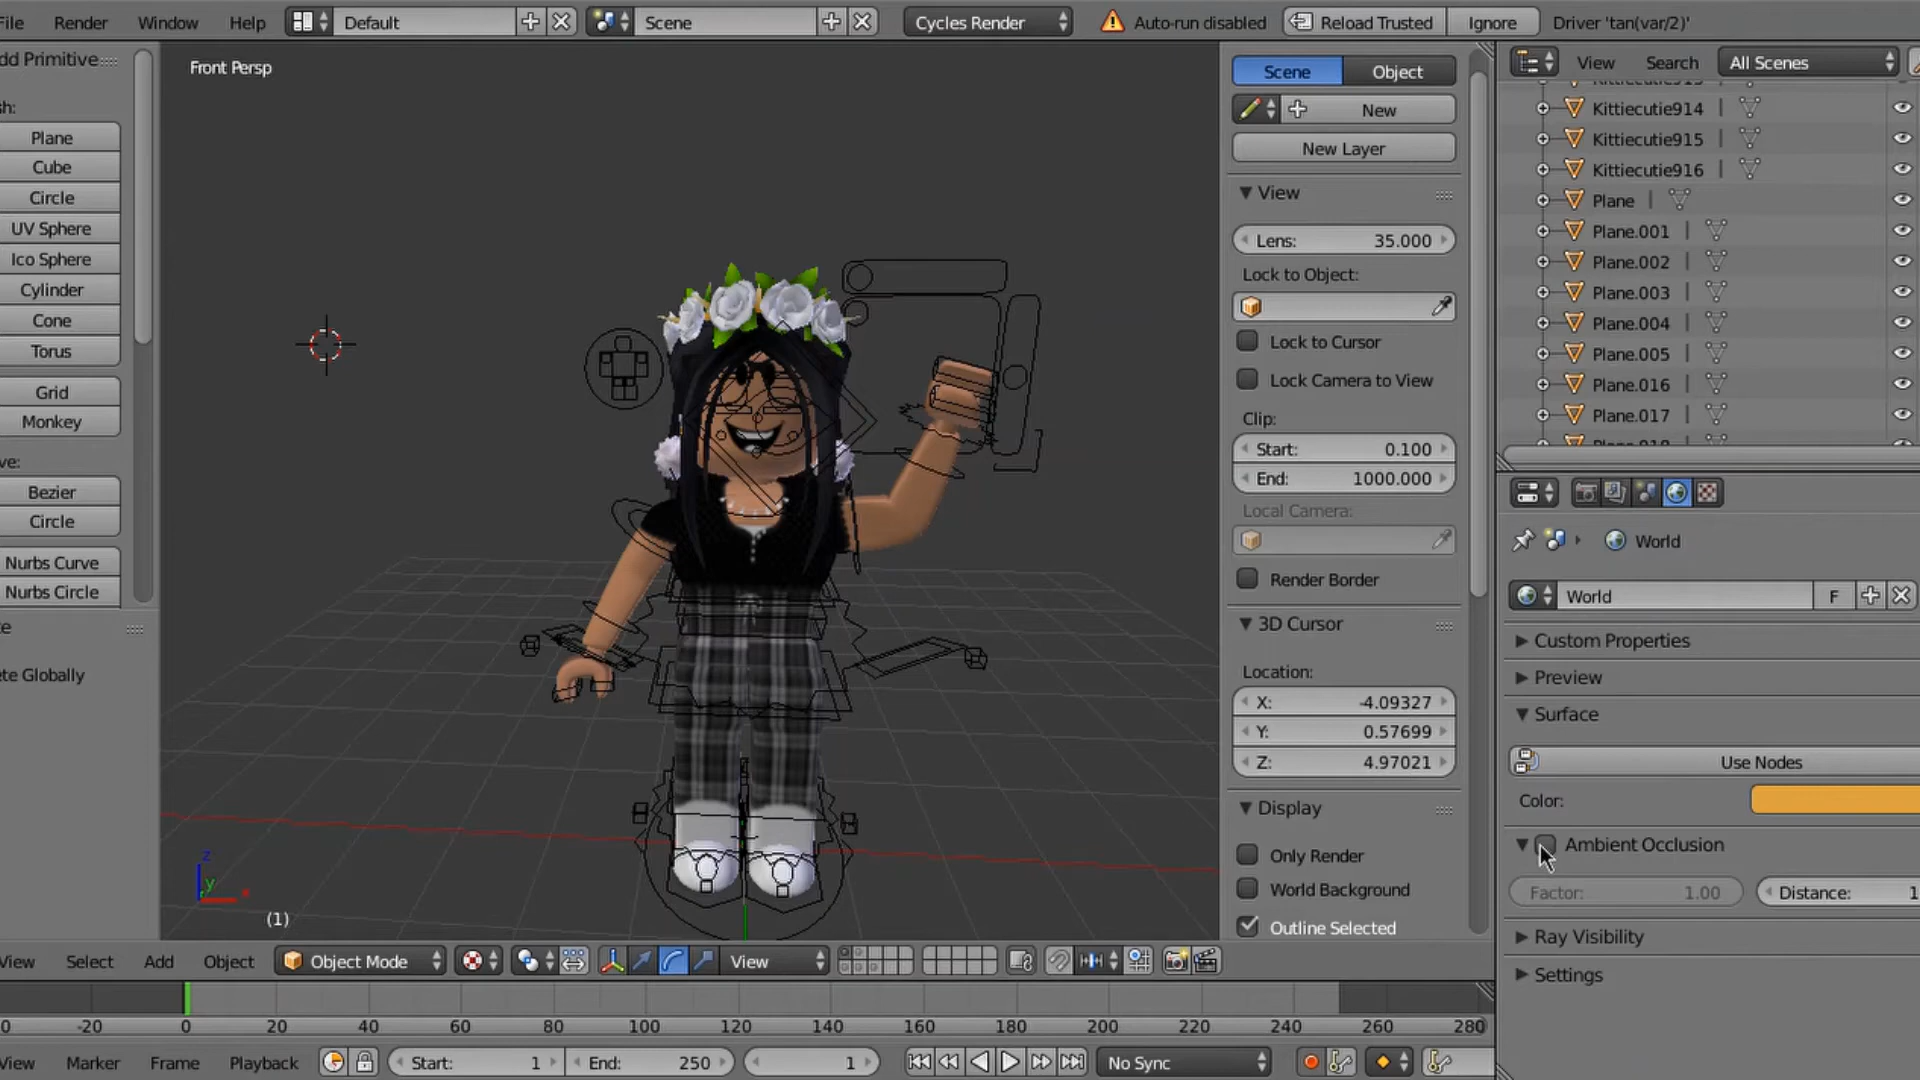 File Render Window Help Default Scene Cycles Render Auto-run disabled Reload Trusted Ignore Driver 'tan(var/2)'
dd Primitive
sh:
Plane
Cube
Circle
UV Sphere
Ico Sphere
Cylinder
Cone
Torus
Grid
Monkey
ve:
Bezier
Circle
Nurbs Curve
Nurbs Circle
te
te Globally
Front Persp
z
y
x
(1)
Scene Object
New
New Layer
View
Lens: 35.000
Lock to Object:
Lock to Cursor
Lock Camera to View
Clip:
Start: 0.100
End: 1000.000
Local Camera:
Render Border
3D Cursor
Location:
X: -4.09327
Y: 0.57699
Z: 4.97021
Display
Only Render
World Background
Outline Selected
View Search All Scenes
Kittiecutie914
Kittiecutie915
Kittiecutie916
Plane
Plane.001
Plane.002
Plane.003
Plane.004
Plane.005
Plane.016
Plane.017
World
World F
Custom Properties
Preview
Surface
Use Nodes
Color:
Ambient Occlusion
Factor: 1.00 Distance: 1
Ray Visibility
Settings
View Select Add Object Object Mode View
-20 0 20 40 60 80 100 120 140 160 180 200 220 240 260 280
View Marker Frame Playback Start: 1 End: 250 1 No Sync